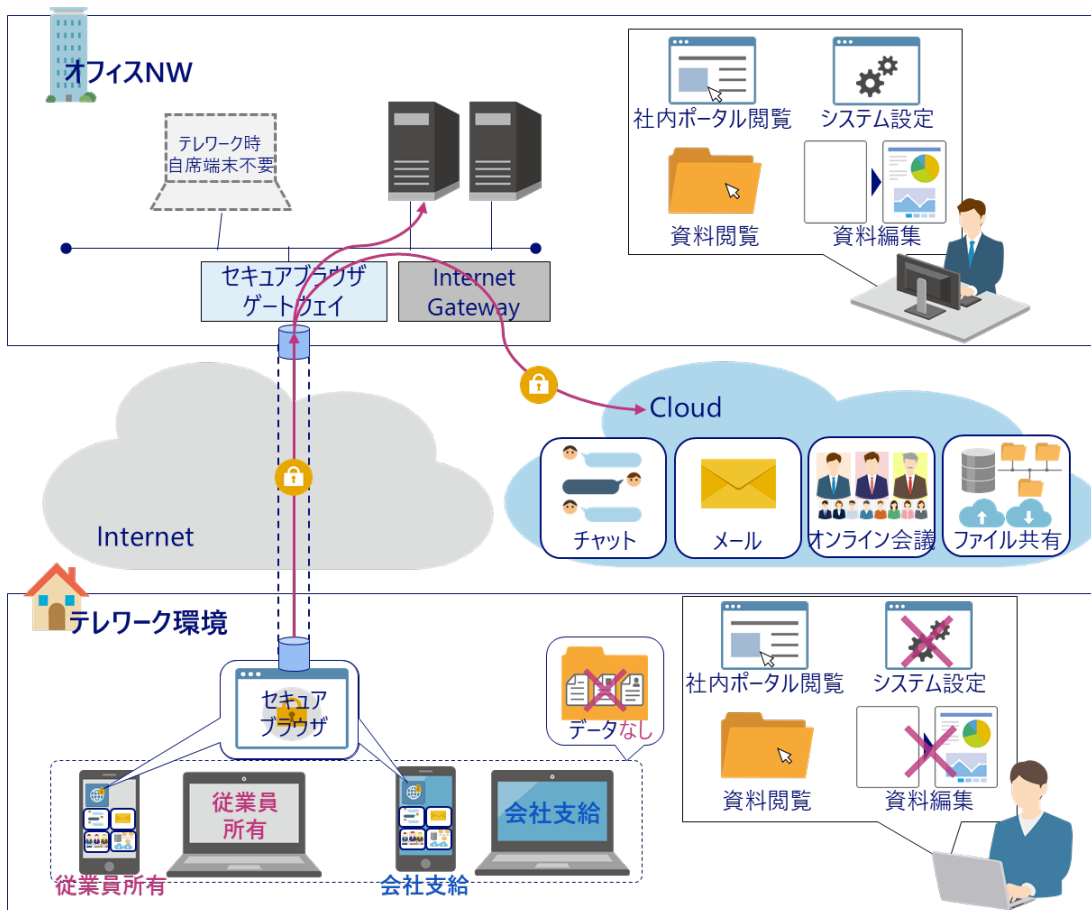 オフィスNW
テレワーク時
自席端末不要
社内ポータル閲覧
システム設定
資料閲覧
資料編集
セキュアブラウザ
ゲートウェイ
Internet
Gateway
Internet
Cloud
チャット
メール
オンライン会議
ファイル共有
テレワーク環境
セキュア
ブラウザ
データなし
社内ポータル閲覧
システム設定
資料閲覧
資料編集
従業員
所有
会社支給
従業員所有
会社支給